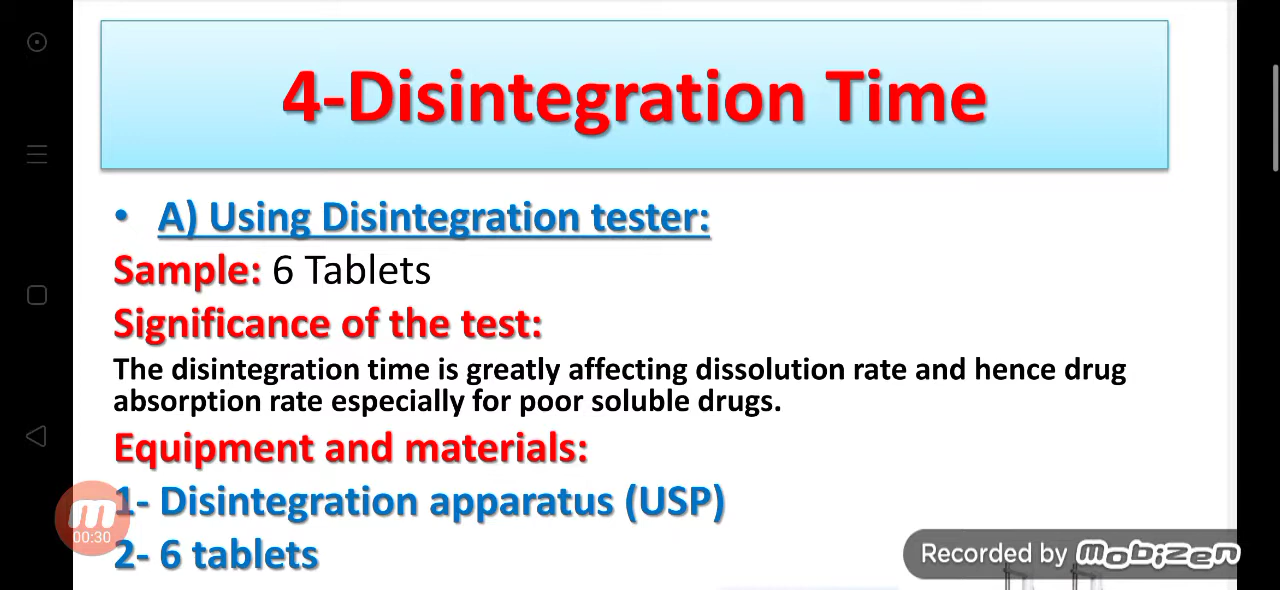 4-Disintegration Time
• A) Using Disintegration tester:
Sample: 6 Tablets
Significance of the test:
The disintegration time is greatly affecting dissolution rate and hence drug
absorption rate especially for poor soluble drugs.
Equipment and materials:
1- Disintegration apparatus (USP)
2- 6 tablets
m
00:30
Recorded by mobizen